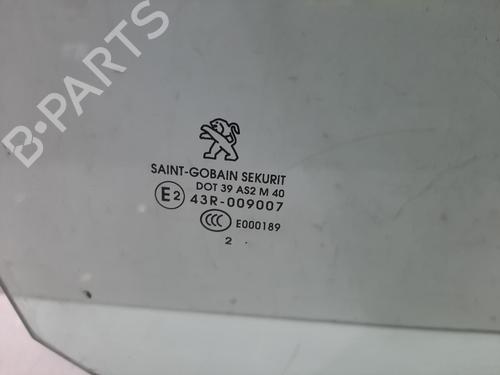 B-PARTS
SAINT-GOBAIN SEKURIT
DOT 39 AS2 M 40
E2 43R-009007
CCC E000189
2